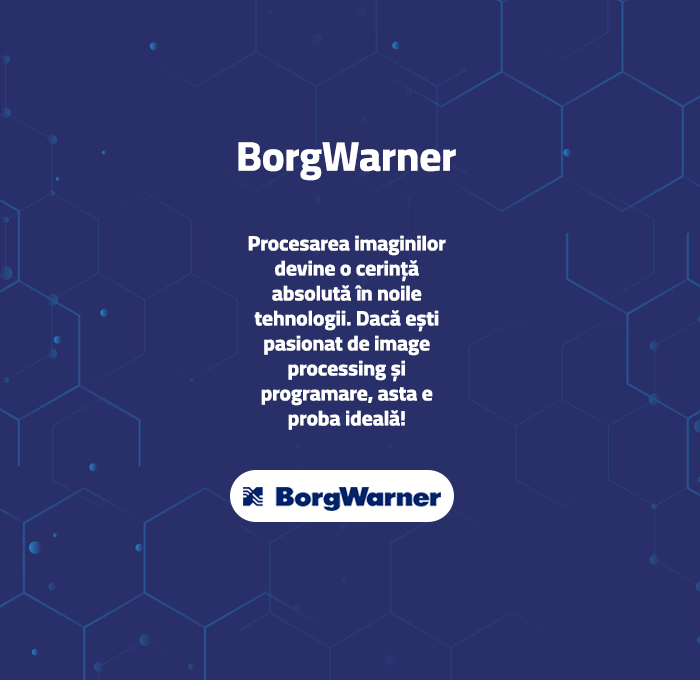 BorgWarner
Procesarea imaginilor
devine o cerință
absolută în noile
tehnologii. Dacă ești
pasionat de image
processing și
programare, asta e
proba ideală!
BorgWarner